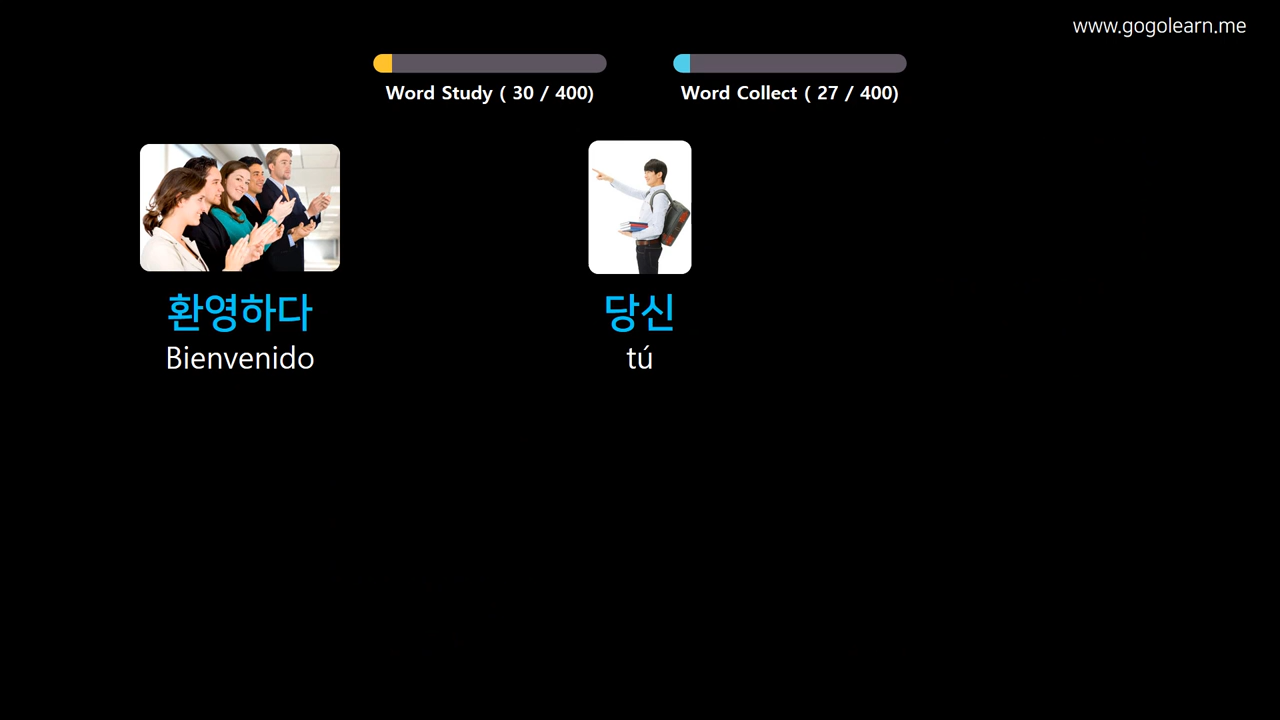 www.gogolearn.me
Word Study ( 30 / 400)
Word Collect ( 27 / 400)
환영하다
Bienvenido
당신
tú